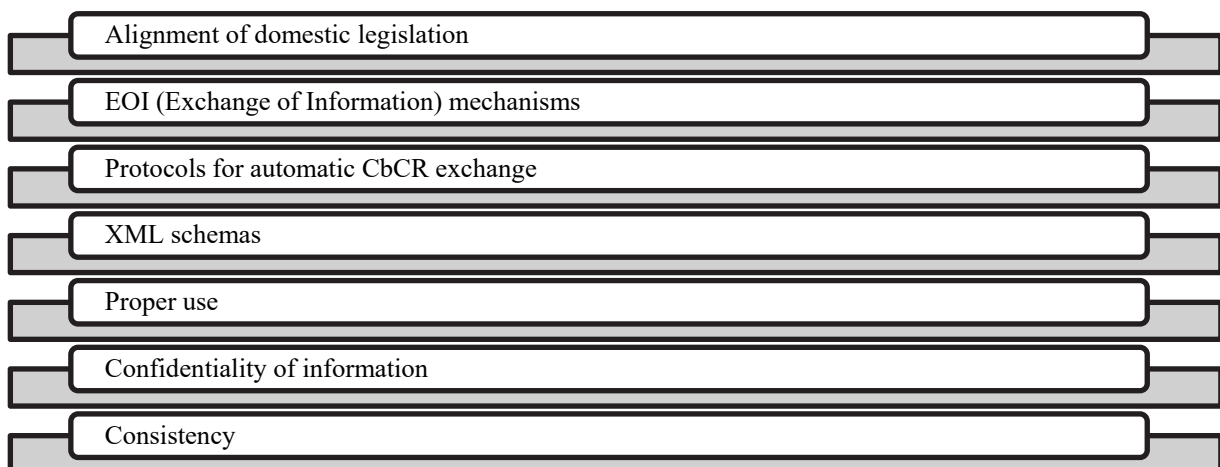 Alignment of domestic legislation
EOI (Exchange of Information) mechanisms
Protocols for automatic CbCR exchange
XML schemas
Proper use
Confidentiality of information
Consistency